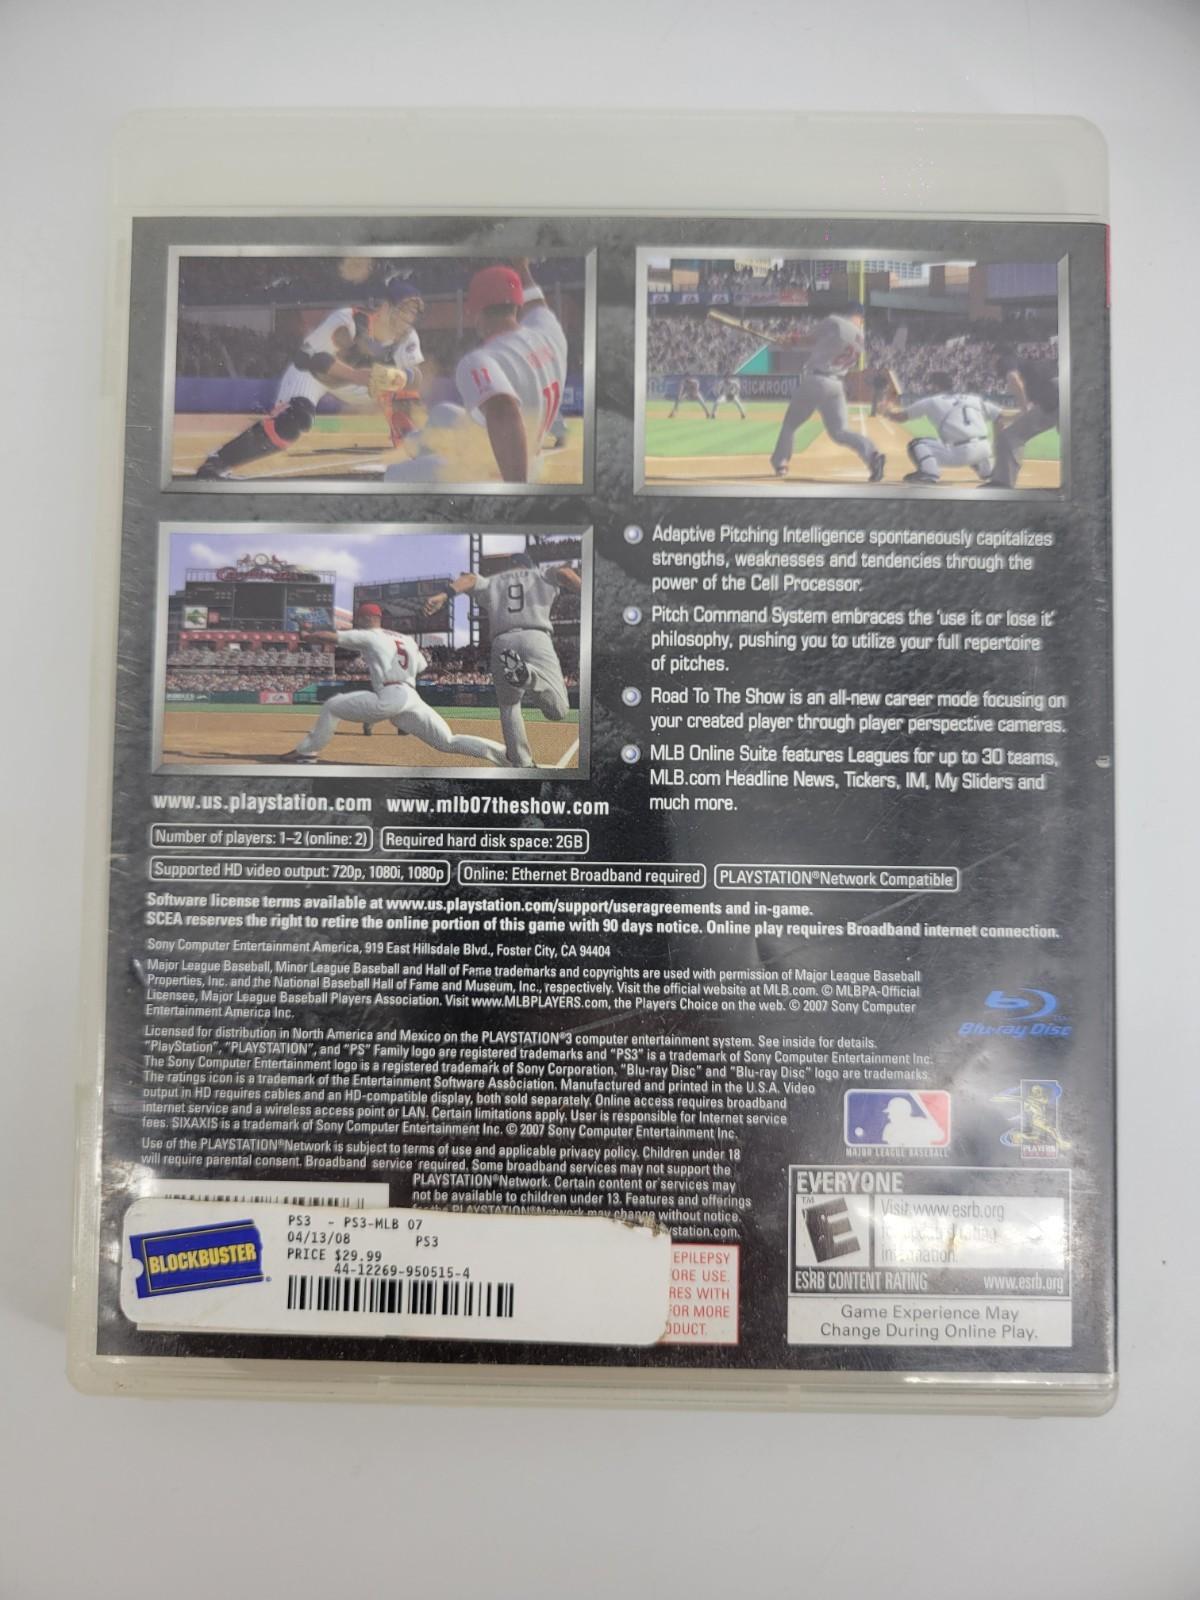 11
11
Adaptive Pitching Intelligence spontaneously capitalizes
strengths, weaknesses and tendencies through the
power of the Cell Processor.
Pitch Command System embraces the 'use it or lose it'
philosophy, pushing you to utilize your full repertoire
of pitches.
Road To The Show is an all-new career mode focusing on
your created player through player perspective cameras.
MLB Online Suite features Leagues for up to 30 teams,
MLB.com Headline News, Tickers, IM, My Sliders and
much more.
9
5
www.us.playstation.com www.mlb07theshow.com
Number of players: 1–2 (online: 2) Required hard disk space: 2GB
Supported HD video output: 720p, 1080i, 1080p Online: Ethernet Broadband required PLAYSTATION®Network Compatible
Software license terms available at www.us.playstation.com/support/useragreements and in-game.
SCEA reserves the right to retire the online portion of this game with 90 days notice. Online play requires Broadband internet connection.
Sony Computer Entertainment America, 919 East Hillsdale Blvd., Foster City, CA 94404
Major League Baseball, Minor League Baseball and Hall of Fame trademarks and copyrights are used with permission of Major League Baseball
Properties, Inc. and the National Baseball Hall of Fame and Museum, Inc., respectively. Visit the official website at MLB.com. © MLBPA-Official
Licensee, Major League Baseball Players Association. Visit www.MLBPLAYERS.com, the Players Choice on the web. © 2007 Sony Computer
Entertainment America Inc.
Blu-ray Disc
Licensed for distribution in North America and Mexico on the PLAYSTATION®3 computer entertainment system. See inside for details.
"PlayStation", "PLAYSTATION", and "PS" Family logo are registered trademarks and "PS3" is a trademark of Sony Computer Entertainment Inc.
The Sony Computer Entertainment logo is a registered trademark of Sony Corporation. "Blu-ray Disc" and "Blu-ray Disc" logo are trademarks.
The ratings icon is a trademark of the Entertainment Software Association. Manufactured and printed in the U.S.A. Video
output in HD requires cables and an HD-compatible display, both sold separately. Online access requires broadband
internet service and a wireless access point or LAN. Certain limitations apply. User is responsible for Internet service
fees. SIXAXIS is a trademark of Sony Computer Entertainment Inc. © 2007 Sony Computer Entertainment Inc.
MAJOR LEAGUE BASEBALL
PLAYERS
Use of the PLAYSTATION®Network is subject to terms of use and applicable privacy policy. Children under 18
will require parental consent. Broadband service required. Some broadband services may not support the
PLAYSTATION®Network. Certain content or services may
not be available to children under 13. Features and offerings
for the PLAYSTATION®Network may change without notice.
ystation.com.
EPILEPSY
ORE USE.
RES WITH
FOR MORE
ODUCT.
BLOCKBUSTER
PS3 - PS3-MLB 07
04/13/08 PS3
PRICE $29.99
44-12269-950515-4
EVERYONE
E
TM
Visit www.esrb.org
rating
information.
ESRB CONTENT RATING www.esrb.org
Game Experience May
Change During Online Play.